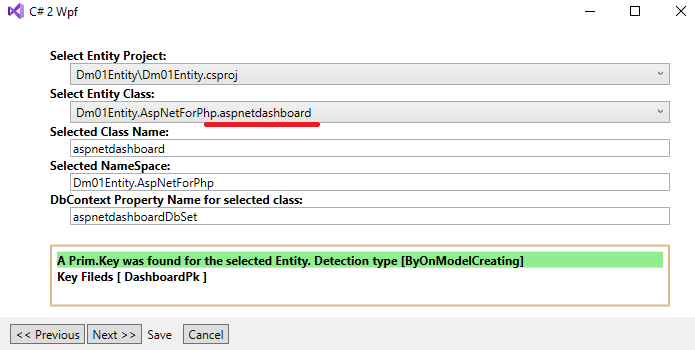 C# 2 Wpf
Select Entity Project:
Dm01Entity\Dm01Entity.csproj
Select Entity Class:
Dm01Entity.AspNetForPhp.aspnetdashboard
Selected Class Name:
aspnetdashboard
Selected NameSpace:
Dm01Entity.AspNetForPhp
DbContext Property Name for selected class:
aspnetdashboardDbSet
A Prim.Key was found for the selected Entity. Detection type [ByOnModelCreating]
Key Fileds [ DashboardPk ]
<< Previous Next >> Save Cancel